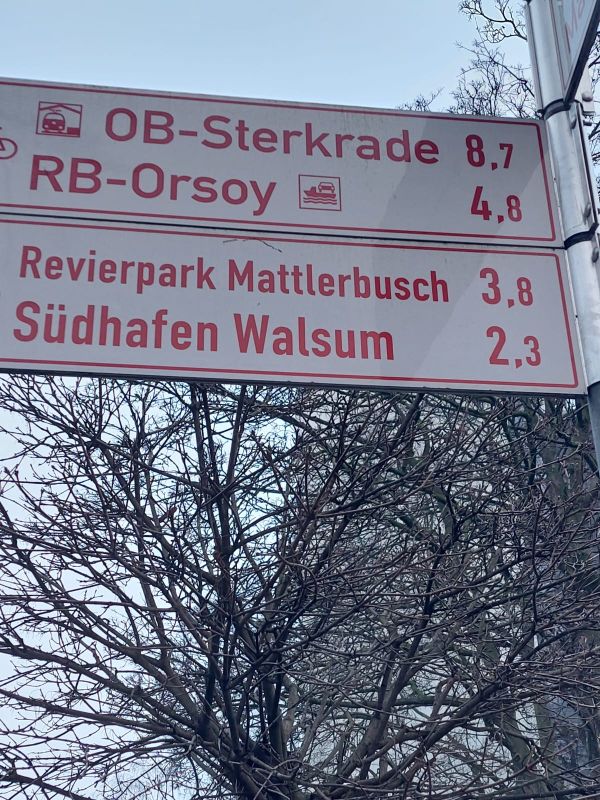 OB-Sterkrade 8,7
RB-Orsoy 4,8
Revierpark Mattlerbusch 3,8
Südhafen Walsum 2,3